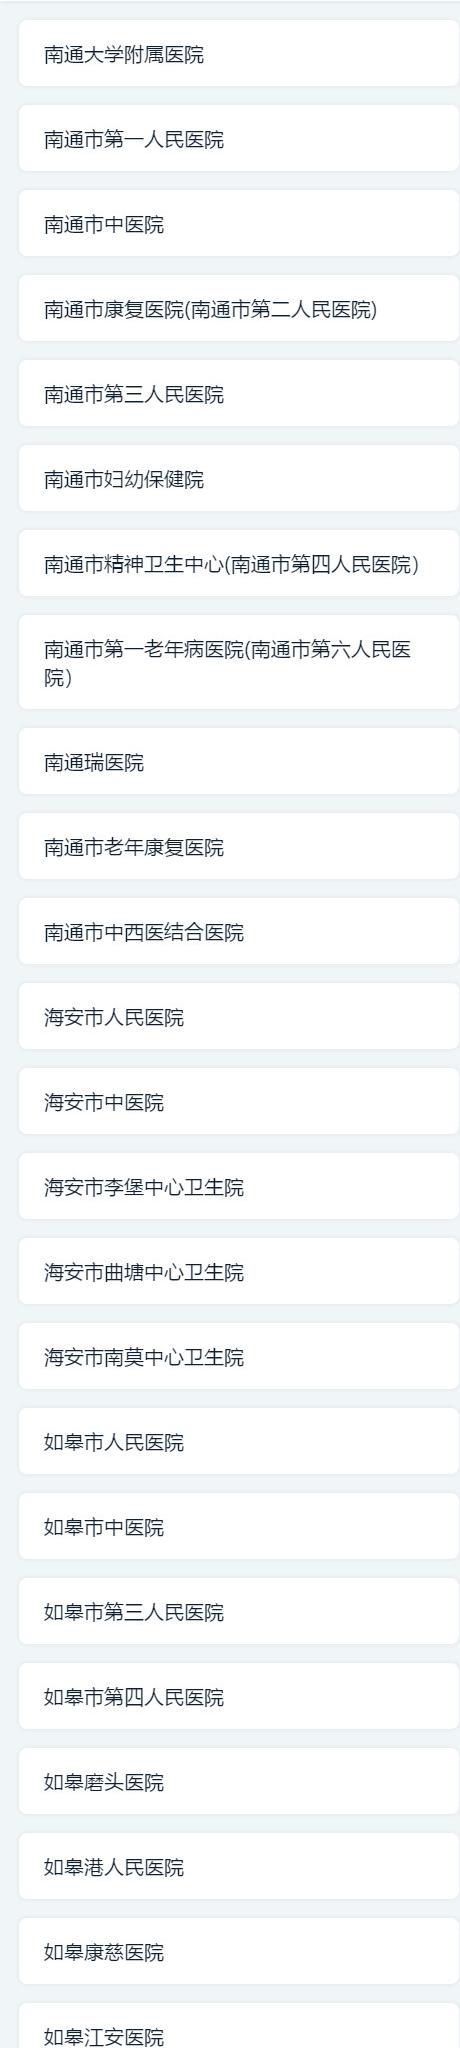 南通大学附属医院
南通市第一人民医院
南通市中医院
南通市康复医院(南通市第二人民医院)
南通市第三人民医院
南通市妇幼保健院
南通市精神卫生中心(南通市第四人民医院)
南通市第一老年病医院(南通市第六人民医
院)
南通瑞医院
南通市老年康复医院
南通市中西医结合医院
海安市人民医院
海安市中医院
海安市李堡中心卫生院
海安市曲塘中心卫生院
海安市南莫中心卫生院
如皋市人民医院
如皋市中医院
如皋市第三人民医院
如皋市第四人民医院
如皋磨头医院
如皋港人民医院
如皋康慈医院
如皋江安医院